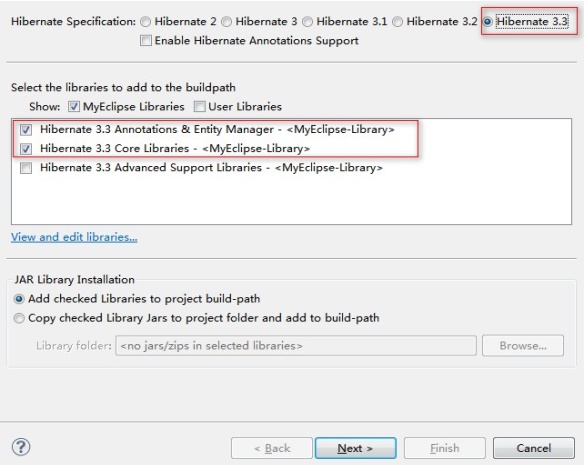 Hibernate Specification: Hibernate 2 Hibernate 3 Hibernate 3.1 Hibernate 3.2 Hibernate 3.3
Enable Hibernate Annotations Support
Select the libraries to add to the buildpath
Show: MyEclipse Libraries User Libraries
Hibernate 3.3 Annotations & Entity Manager - <MyEclipse-Library>
Hibernate 3.3 Core Libraries - <MyEclipse-Library>
Hibernate 3.3 Advanced Support Libraries - <MyEclipse-Library>
View and edit libraries...
JAR Library Installation
Add checked Libraries to project build-path
Copy checked Library Jars to project folder and add to build-path
Library folder: <no jars/zips in selected libraries> Browse...
? < Back Next > Finish Cancel